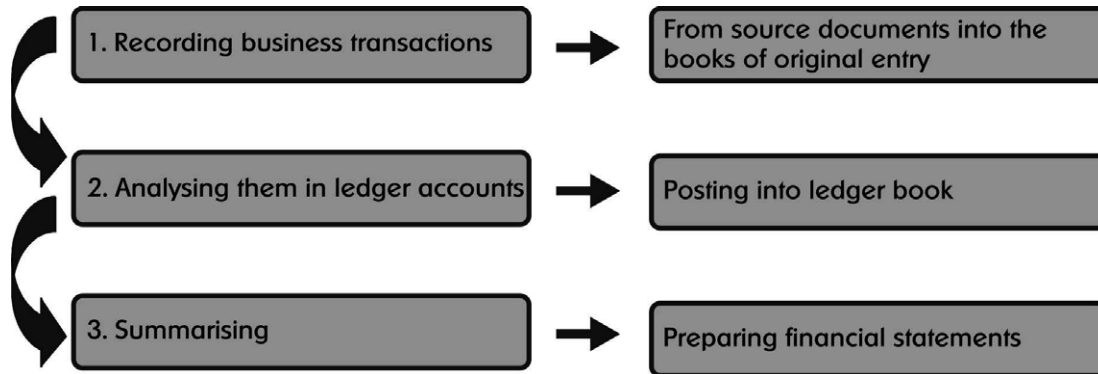 1. Recording business transactions
From source documents into the
books of original entry
2. Analysing them in ledger accounts
Posting into ledger book
3. Summarising
Preparing financial statements